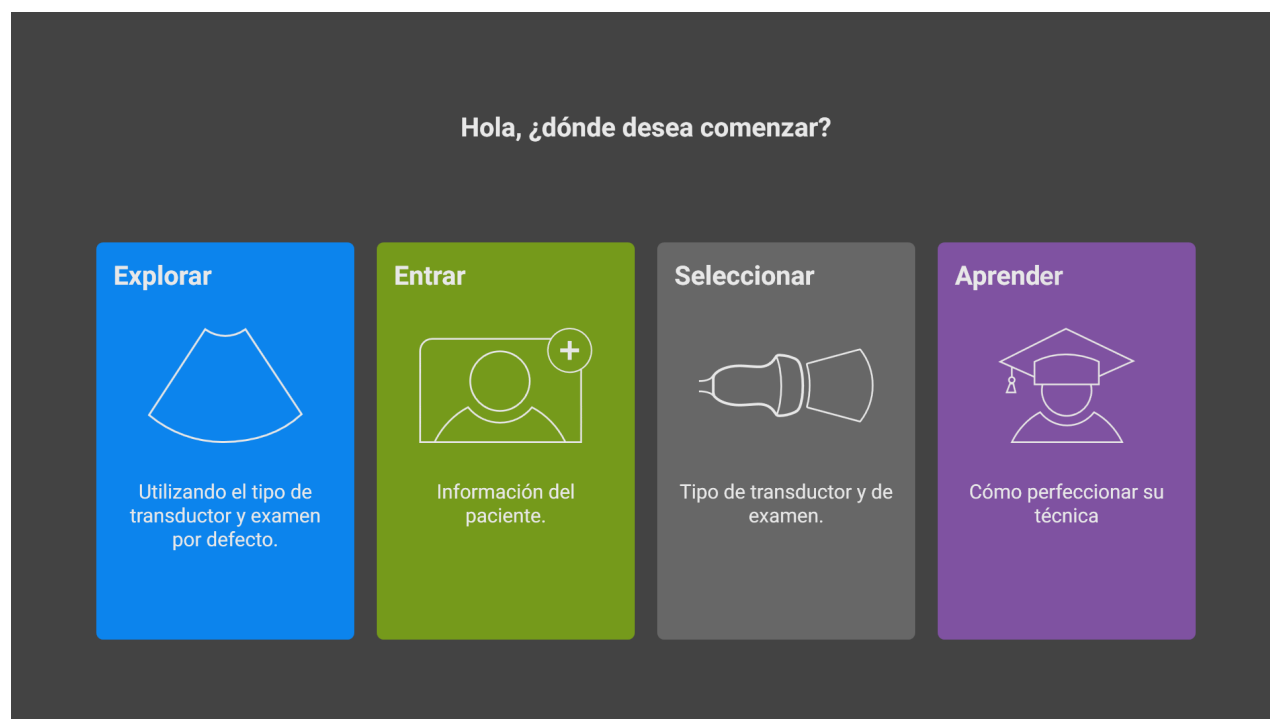 Hola, ¿dónde desea comenzar?
Explorar
Utilizando el tipo de
transductor y examen
por defecto.
Entrar
Información del
paciente.
Seleccionar
Tipo de transductor y de
examen.
Aprender
Cómo perfeccionar su
técnica